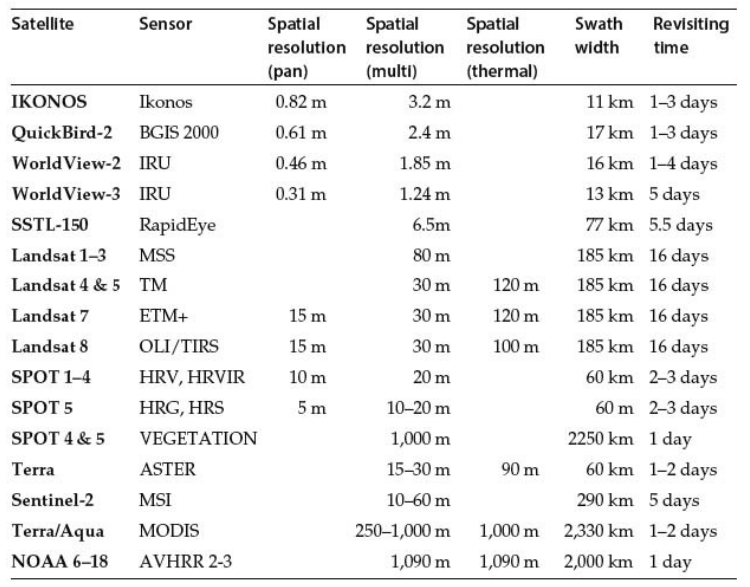 Satellite Sensor Spatial resolution (pan) Spatial resolution (multi) Spatial resolution (thermal) Swath width Revisiting time
IKONOS Ikonos 0.82 m 3.2 m 11 km 1–3 days
QuickBird-2 BGIS 2000 0.61 m 2.4 m 17 km 1–3 days
WorldView-2 IRU 0.46 m 1.85 m 16 km 1–4 days
WorldView-3 IRU 0.31 m 1.24 m 13 km 5 days
SSTL-150 RapidEye 6.5m 77 km 5.5 days
Landsat 1–3 MSS 80 m 185 km 16 days
Landsat 4 & 5 TM 30 m 120 m 185 km 16 days
Landsat 7 ETM+ 15 m 30 m 120 m 185 km 16 days
Landsat 8 OLI/TIRS 15 m 30 m 100 m 185 km 16 days
SPOT 1–4 HRV, HRVIR 10 m 20 m 60 km 2–3 days
SPOT 5 HRG, HRS 5 m 10–20 m 60 m 2–3 days
SPOT 4 & 5 VEGETATION 1,000 m 2250 km 1 day
Terra ASTER 15–30 m 90 m 60 km 1–2 days
Sentinel-2 MSI 10–60 m 290 km 5 days
Terra/Aqua MODIS 250–1,000 m 1,000 m 2,330 km 1–2 days
NOAA 6–18 AVHRR 2-3 1,090 m 1,090 m 2,000 km 1 day